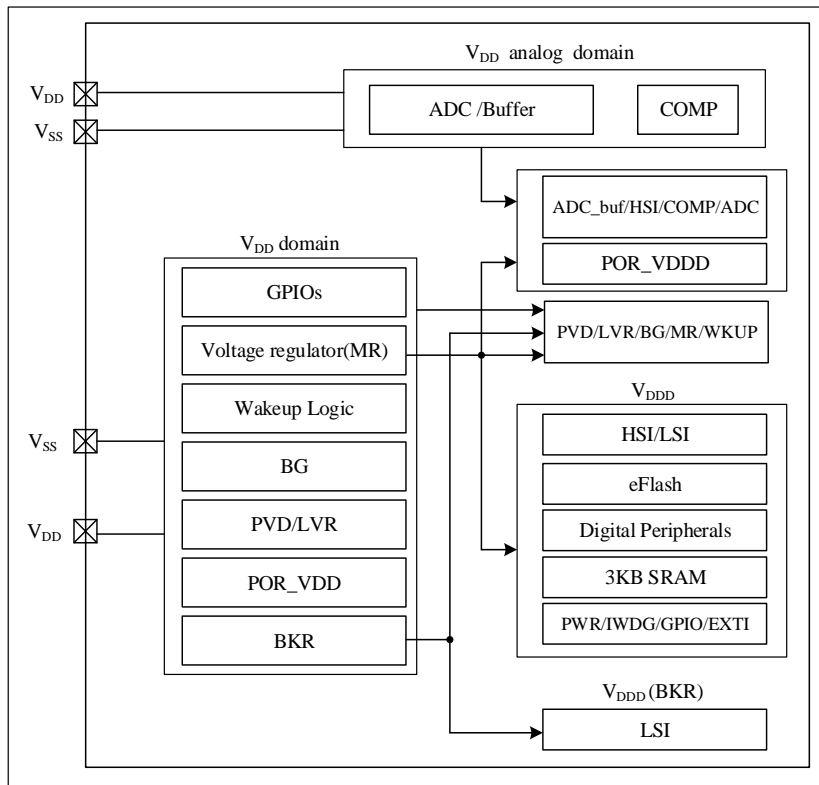 V_DD analog domain
V_DD
ADC /Buffer
COMP
V_SS
ADC_buf/HSI/COMP/ADC
POR_VDDD
V_DD domain
GPIOs
Voltage regulator(MR)
Wakeup Logic
BG
PVD/LVR
POR_VDD
BKR
V_SS
V_DD
PVD/LVR/BG/MR/WKUP
V_DDD
HSI/LSI
eFlash
Digital Peripherals
3KB SRAM
PWR/IWDG/GPIO/EXTI
V_DDD (BKR)
LSI